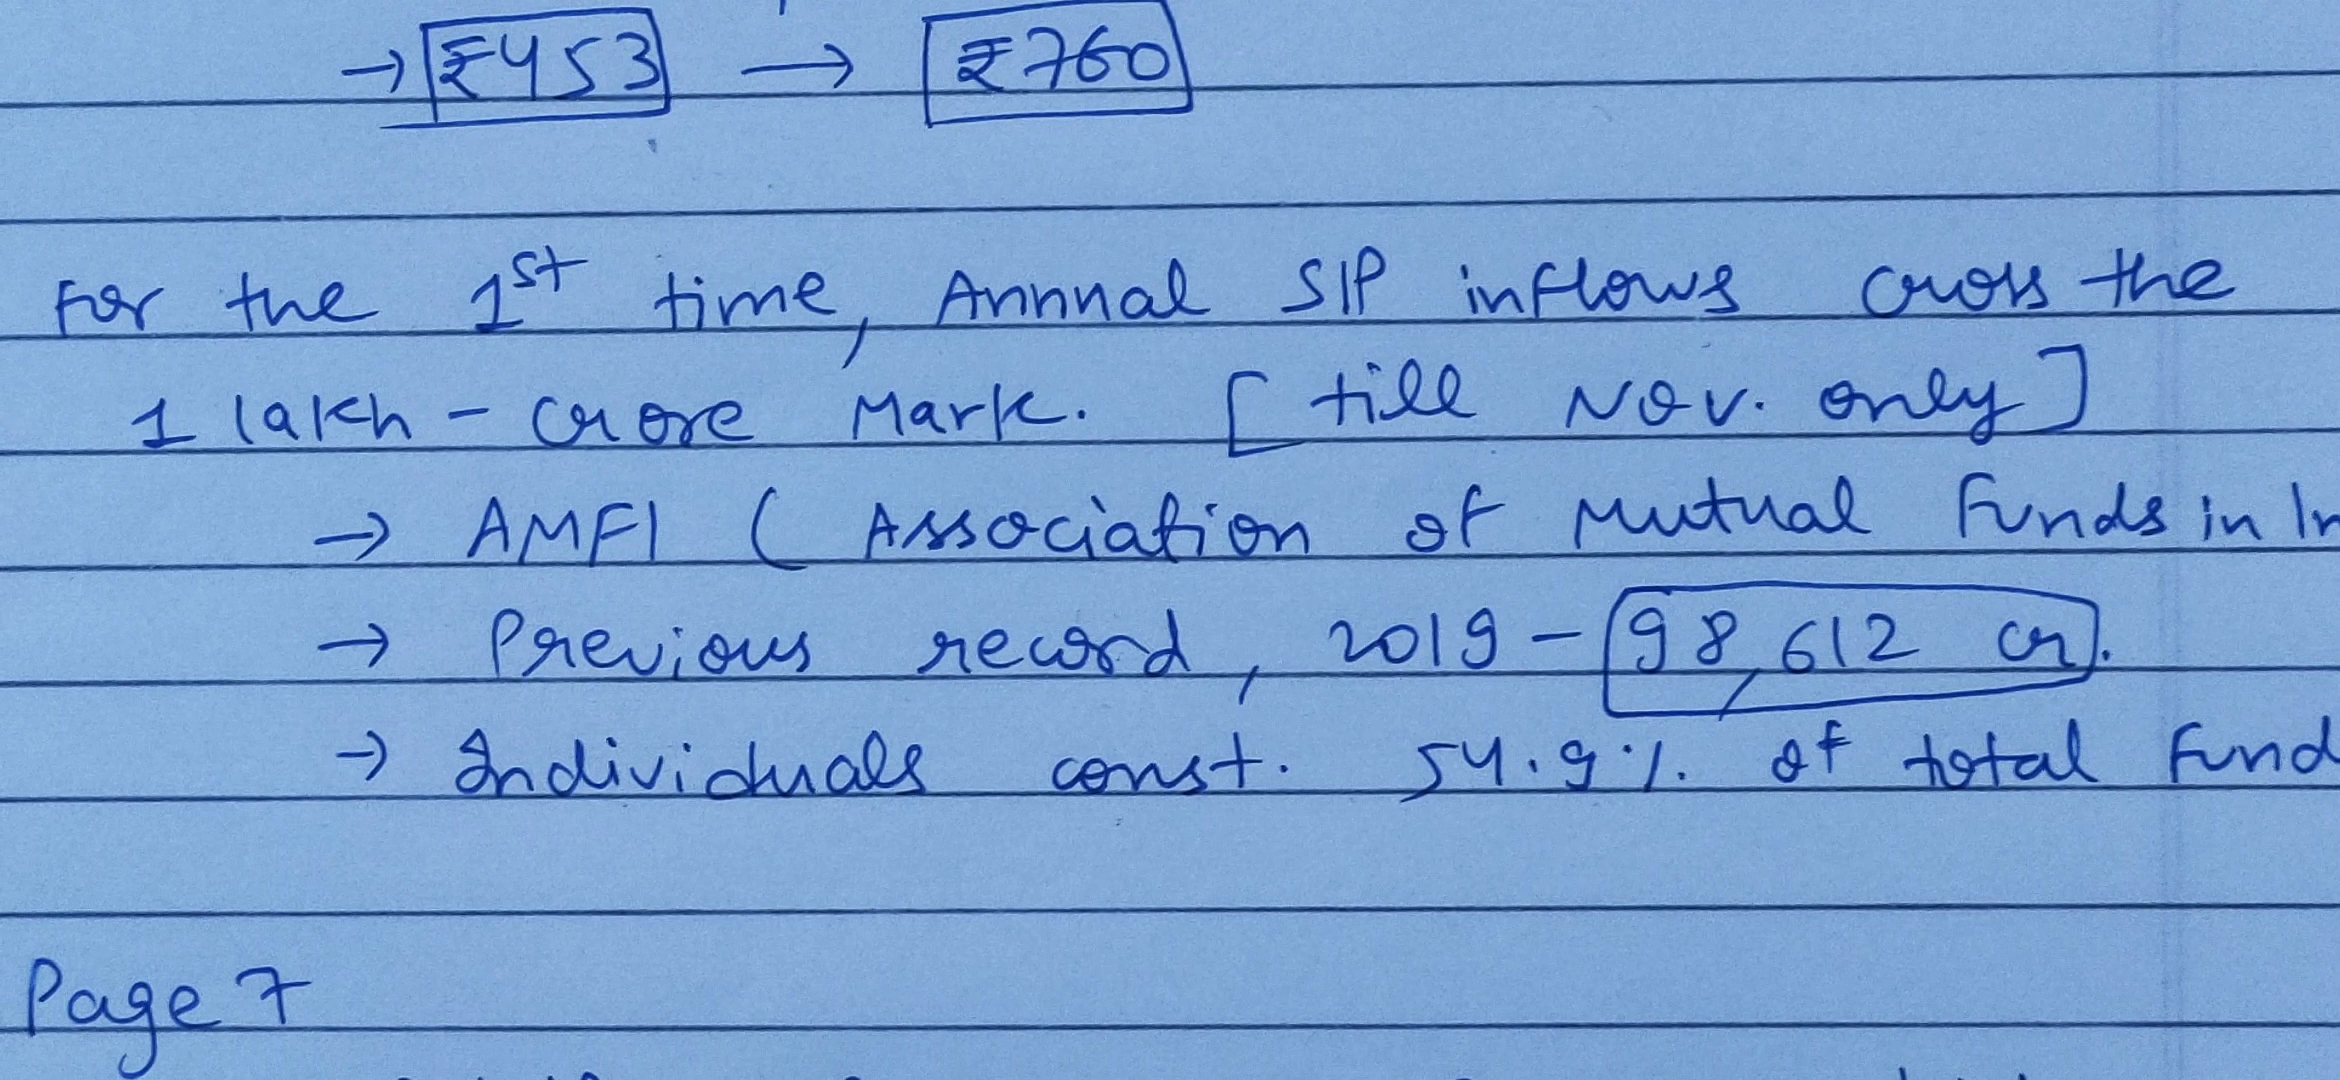 → ₹453 → ₹760
For the 1st time, Annual SIP inflows cross the
1 lakh - crore Mark. [ till Nov. only ]
→ AMFI ( Association of Mutual Funds in In
→ Previous record, 2019 - 98,612 cr.
→ Individuals const. 54.9%. of total Fund
Page 7